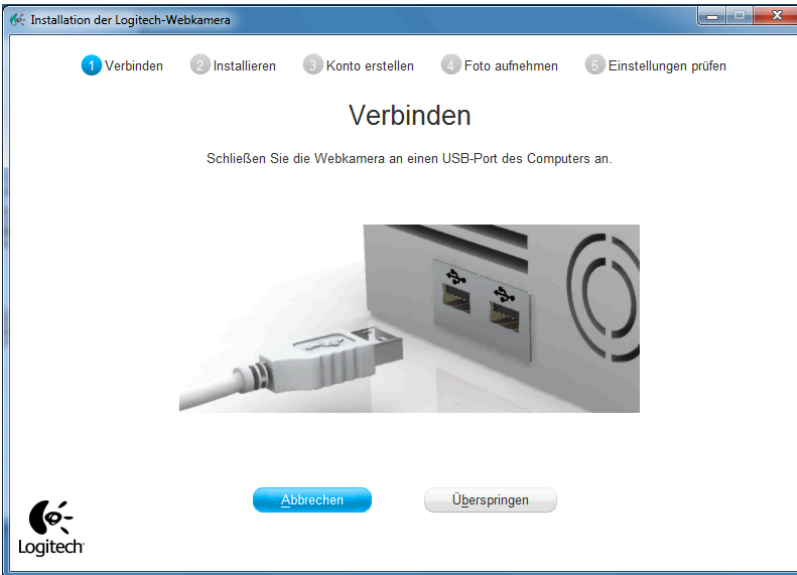 Installation der Logitech-Webkamera
1 Verbinden 2 Installieren 3 Konto erstellen 4 Foto aufnehmen 5 Einstellungen prüfen
Verbinden
Schließen Sie die Webkamera an einen USB-Port des Computers an.
Abbrechen Überspringen
Logitech